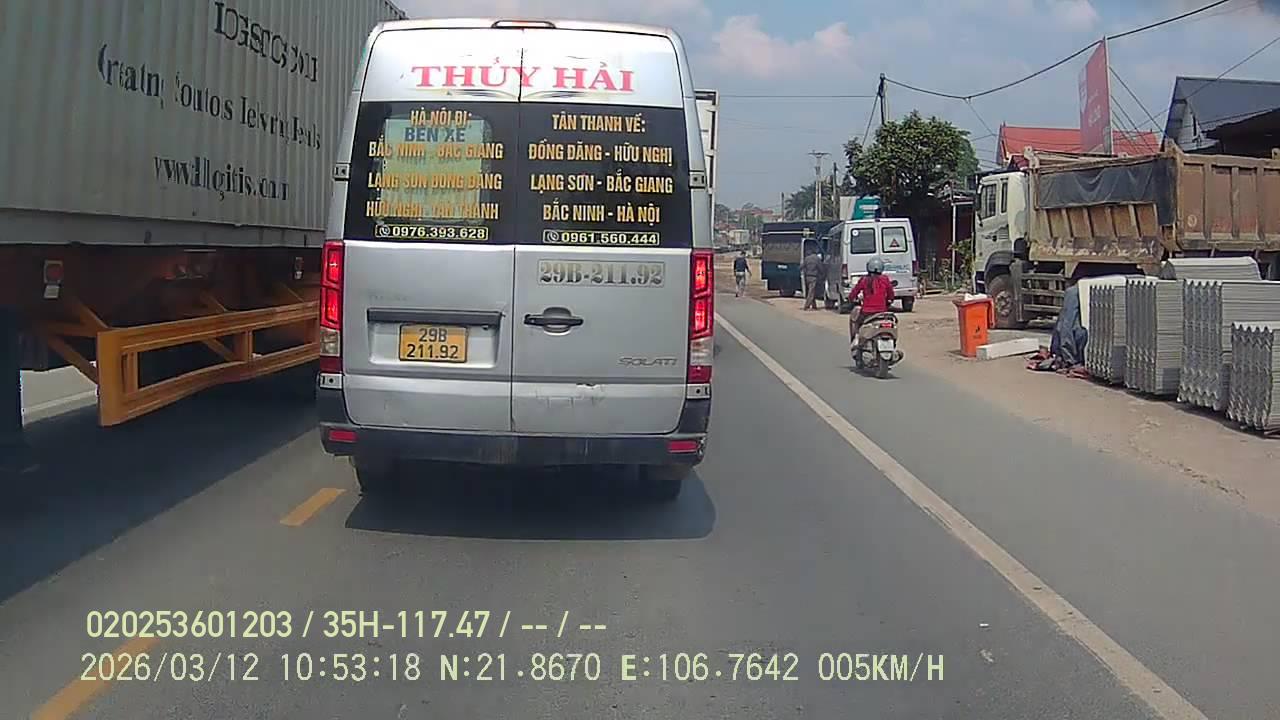 THỦY HẢI
HÀ NỘI ĐI:
BẾN XE
BẮC NINH - BẮC GIANG
LẠNG SƠN ĐỒNG ĐĂNG
HỮU NGHỊ - TÂN THANH
0976.393.628
TÂN THANH VỀ:
ĐỒNG ĐĂNG - HỮU NGHỊ
LẠNG SƠN - BẮC GIANG
BẮC NINH - HÀ NỘI
0961.560.444
29B-211.92
29B
211.92
SOLATI
020253601203 / 35H-117.47 / -- / --
2026/03/12 10:53:18 N:21.8670 E:106.7642 005KM/H